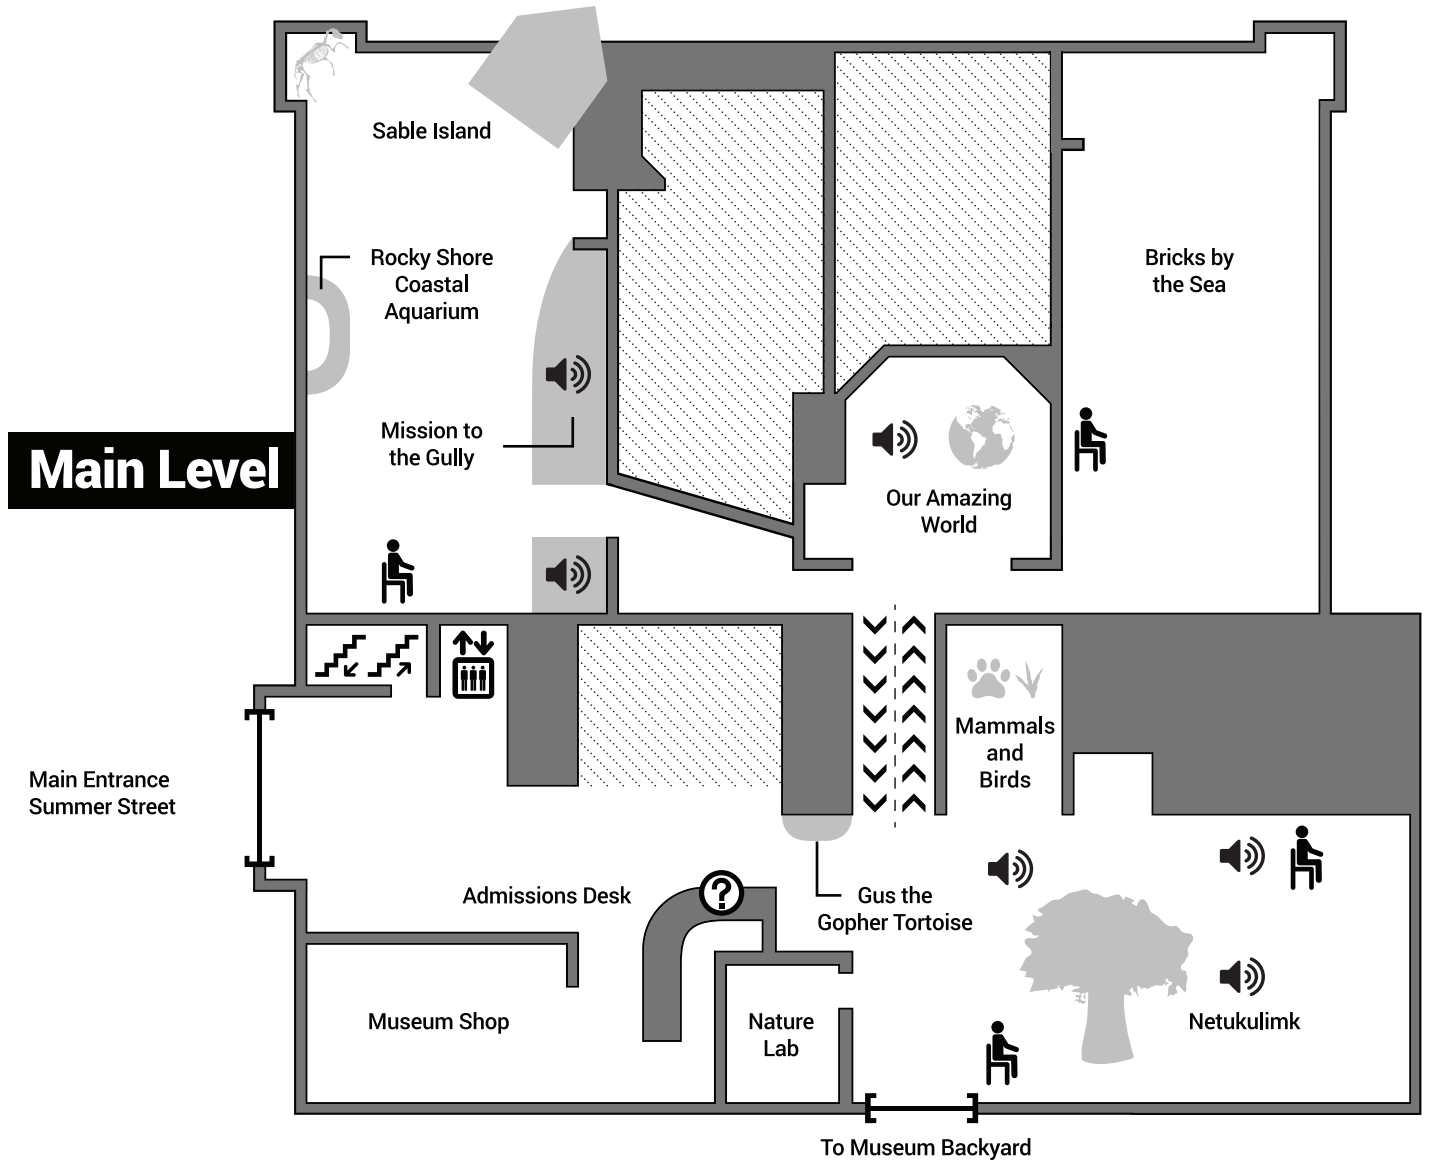 Sable Island
Rocky Shore
Coastal
Aquarium
Bricks by
the Sea
Mission to
the Gully
Main Level
Our Amazing
World
Mammals
and
Birds
Main Entrance
Summer Street
Admissions Desk
?
Gus the
Gopher Tortoise
Museum Shop
Nature
Lab
Netukulimk
To Museum Backyard